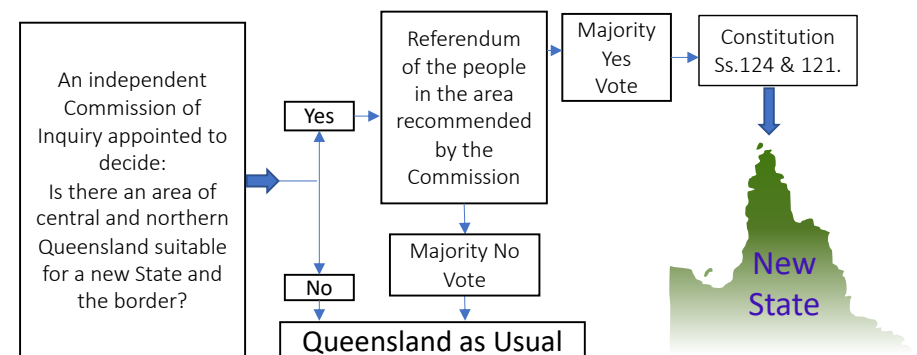 An independent
Commission of
Inquiry appointed to
decide:
Is there an area of
central and northern
Queensland suitable
for a new State and
the border?
Yes
No
Referendum
of the people
in the area
recommended
by the
Commission
Majority
Yes
Vote
Constitution
Ss.124 & 121.
Majority No
Vote
Queensland as Usual
New
State